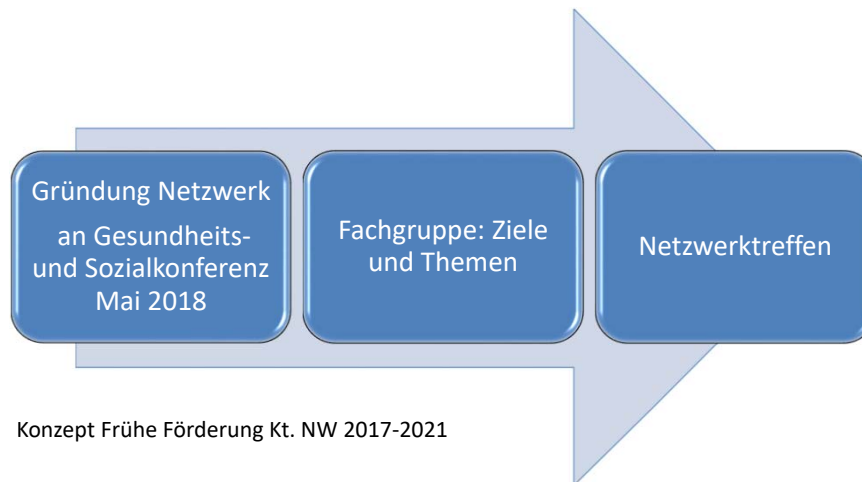 Gründung Netzwerk
an Gesundheits-
und Sozialkonferenz
Mai 2018
Fachgruppe: Ziele
und Themen
Netzwerktreffen
Konzept Frühe Förderung Kt. NW 2017-2021